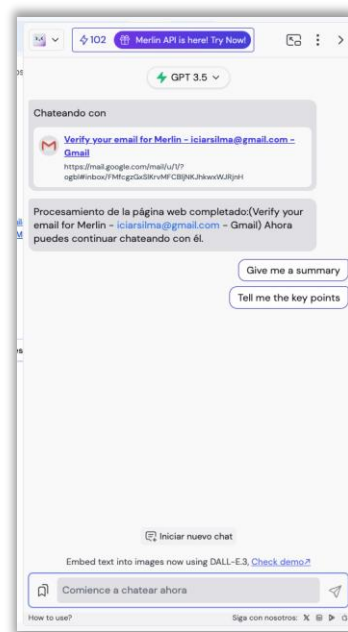 102 Merlin API is here! Try Now!
GPT 3.5
Chateando con
Verify your email for Merlin - iciarsilma@gmail.com -
Gmail
https://mail.google.com/mail/u/1/?
Procesamiento de la página web completado:(Verify your
email for Merlin - iciarsilma@gmail.com - Gmail) Ahora
puedes continuar chateando con él.
Give me a summary
Tell me the key points
Iniciar nuevo chat
Embed text into images now using DALL-E3, Check demo
Comience a chatear ahora
How to use?
Siga con nosotros: